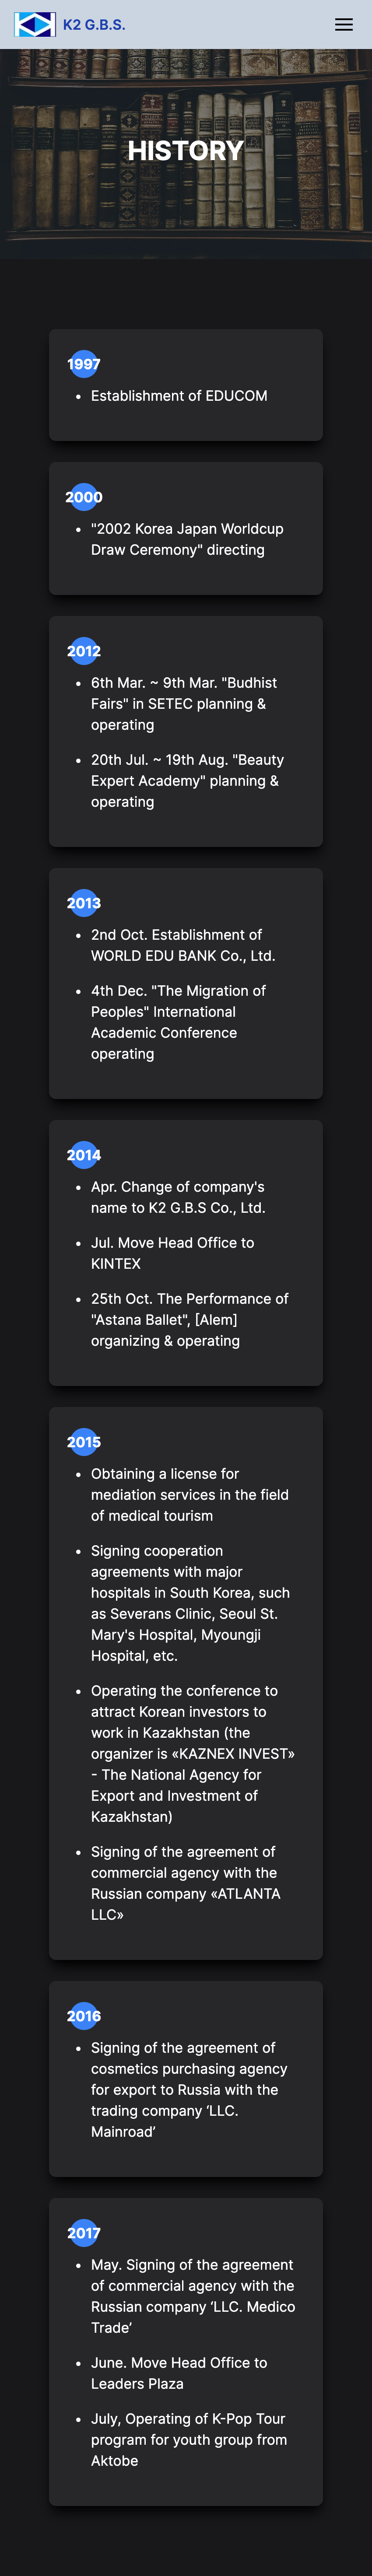 K2 G.B.S.
HISTORY
1997
• Establishment of EDUCOM
2000
• "2002 Korea Japan Worldcup
Draw Ceremony" directing
2012
• 6th Mar. ~ 9th Mar. "Budhist
Fairs" in SETEC planning &
operating
• 20th Jul. ~ 19th Aug. "Beauty
Expert Academy" planning &
operating
2013
• 2nd Oct. Establishment of
WORLD EDU BANK Co., Ltd.
• 4th Dec. "The Migration of
Peoples" International
Academic Conference
operating
2014
• Apr. Change of company's
name to K2 G.B.S Co., Ltd.
• Jul. Move Head Office to
KINTEX
• 25th Oct. The Performance of
"Astana Ballet", [Alem]
organizing & operating
2015
• Obtaining a license for
mediation services in the field
of medical tourism
• Signing cooperation
agreements with major
hospitals in South Korea, such
as Severans Clinic, Seoul St.
Mary's Hospital, Myoungji
Hospital, etc.
• Operating the conference to
attract Korean investors to
work in Kazakhstan (the
organizer is «KAZNEX INVEST»
- The National Agency for
Export and Investment of
Kazakhstan)
• Signing of the agreement of
commercial agency with the
Russian company «ATLANTA
LLC»
2016
• Signing of the agreement of
cosmetics purchasing agency
for export to Russia with the
trading company ‘LLC.
Mainroad’
2017
• May. Signing of the agreement
of commercial agency with the
Russian company ‘LLC. Medico
Trade’
• June. Move Head Office to
Leaders Plaza
• July, Operating of K-Pop Tour
program for youth group from
Aktobe